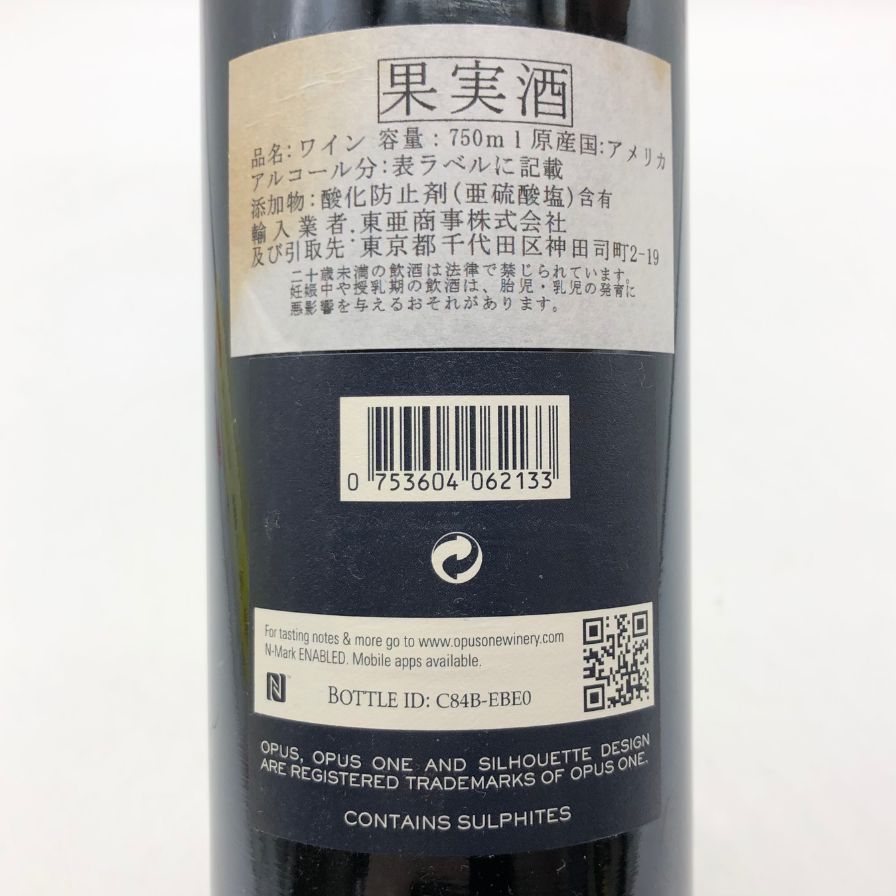 果実酒
品名:ワイン 容量:750ml原産国:アメリカ
アルコール分:表ラベルに記載
添加物:酸化防止剤(亜硫酸塩)含有
輸入業者.東亜商事株式会社
及び引取先:東京都千代田区神田司町2-19
二十歳未満の飲酒は法律で禁じられています。
妊娠中や授乳期の飲酒は、胎児・乳児の発育に
悪影響を与えるおそれがあります。
0 753604 062133
For tasting notes & more go to www.opusonewinery.com
N-Mark ENABLED. Mobile apps available.
BOTTLE ID: C84B-EBE0
OPUS, OPUS ONE AND SILHOUETTE DESIGN
ARE REGISTERED TRADEMARKS OF OPUS ONE.
CONTAINS SULPHITES